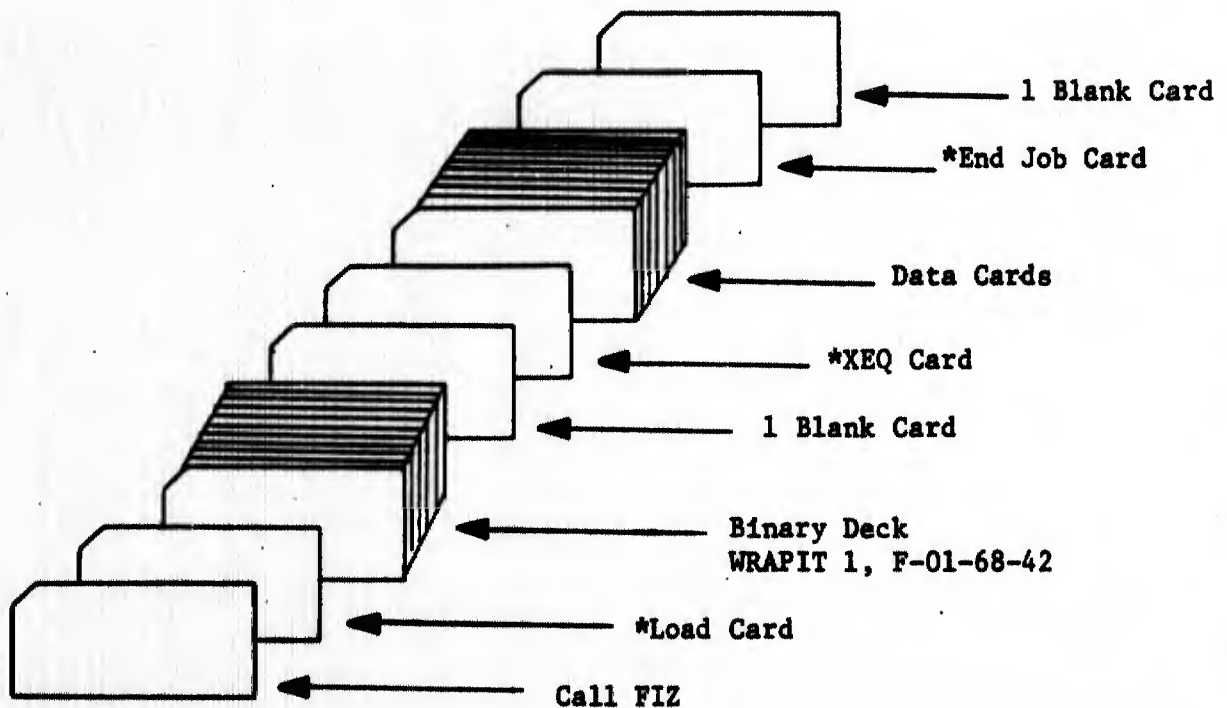 1 Blank Card
*End Job Card
Data Cards
*XEQ Card
1 Blank Card
Binary Deck
WRAPIT 1, F-01-68-42
*Load Card
Call FIZ